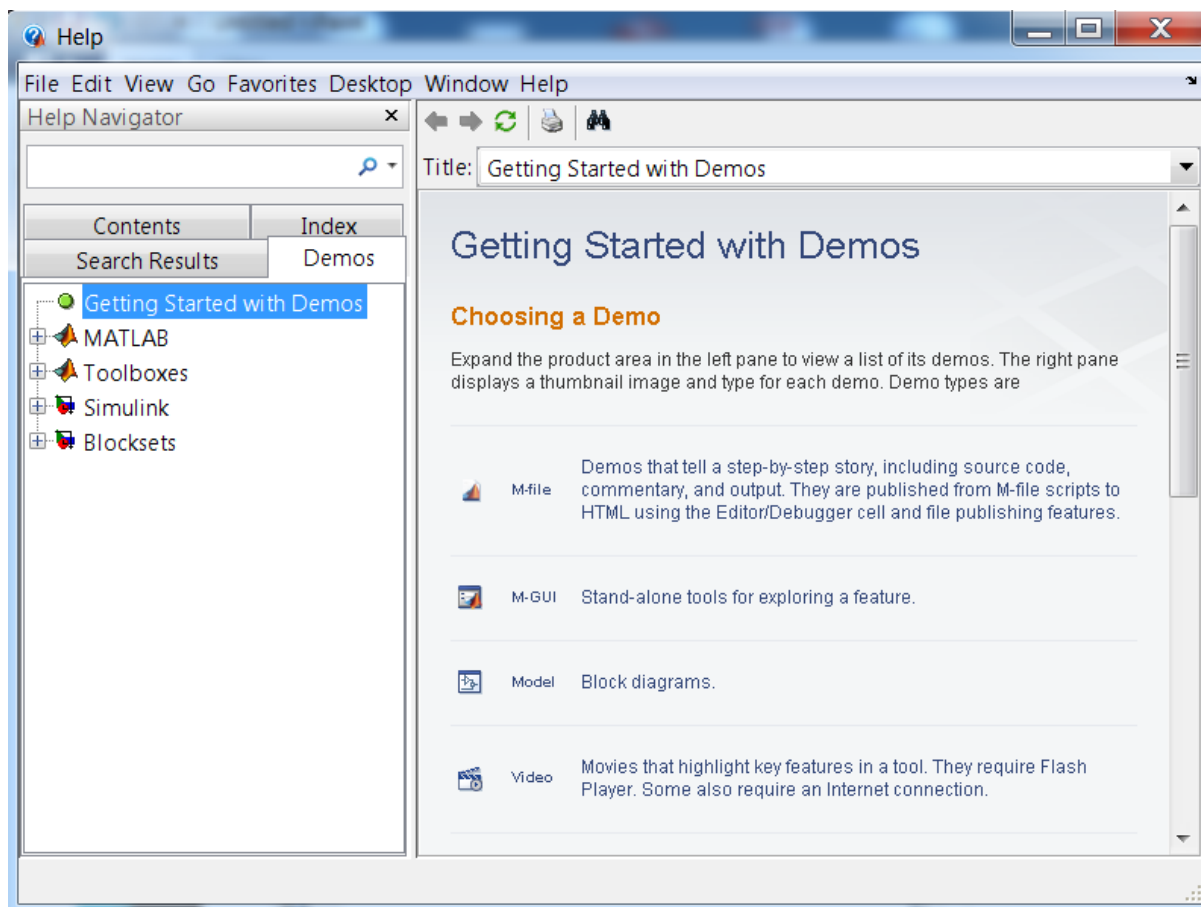 Help
File Edit View Go Favorites Desktop Window Help
Help Navigator
Contents
Index
Search Results
Demos
Getting Started with Demos
MATLAB
Toolboxes
Simulink
Blocksets
Title: Getting Started with Demos
Getting Started with Demos
Choosing a Demo
Expand the product area in the left pane to view a list of its demos. The right pane
displays a thumbnail image and type for each demo. Demo types are
M-file
Demos that tell a step-by-step story, including source code,
commentary, and output. They are published from M-file scripts to
HTML using the Editor/Debugger cell and file publishing features.
M-GUI
Stand-alone tools for exploring a feature.
Model
Block diagrams.
Video
Movies that highlight key features in a tool. They require Flash
Player. Some also require an Internet connection.